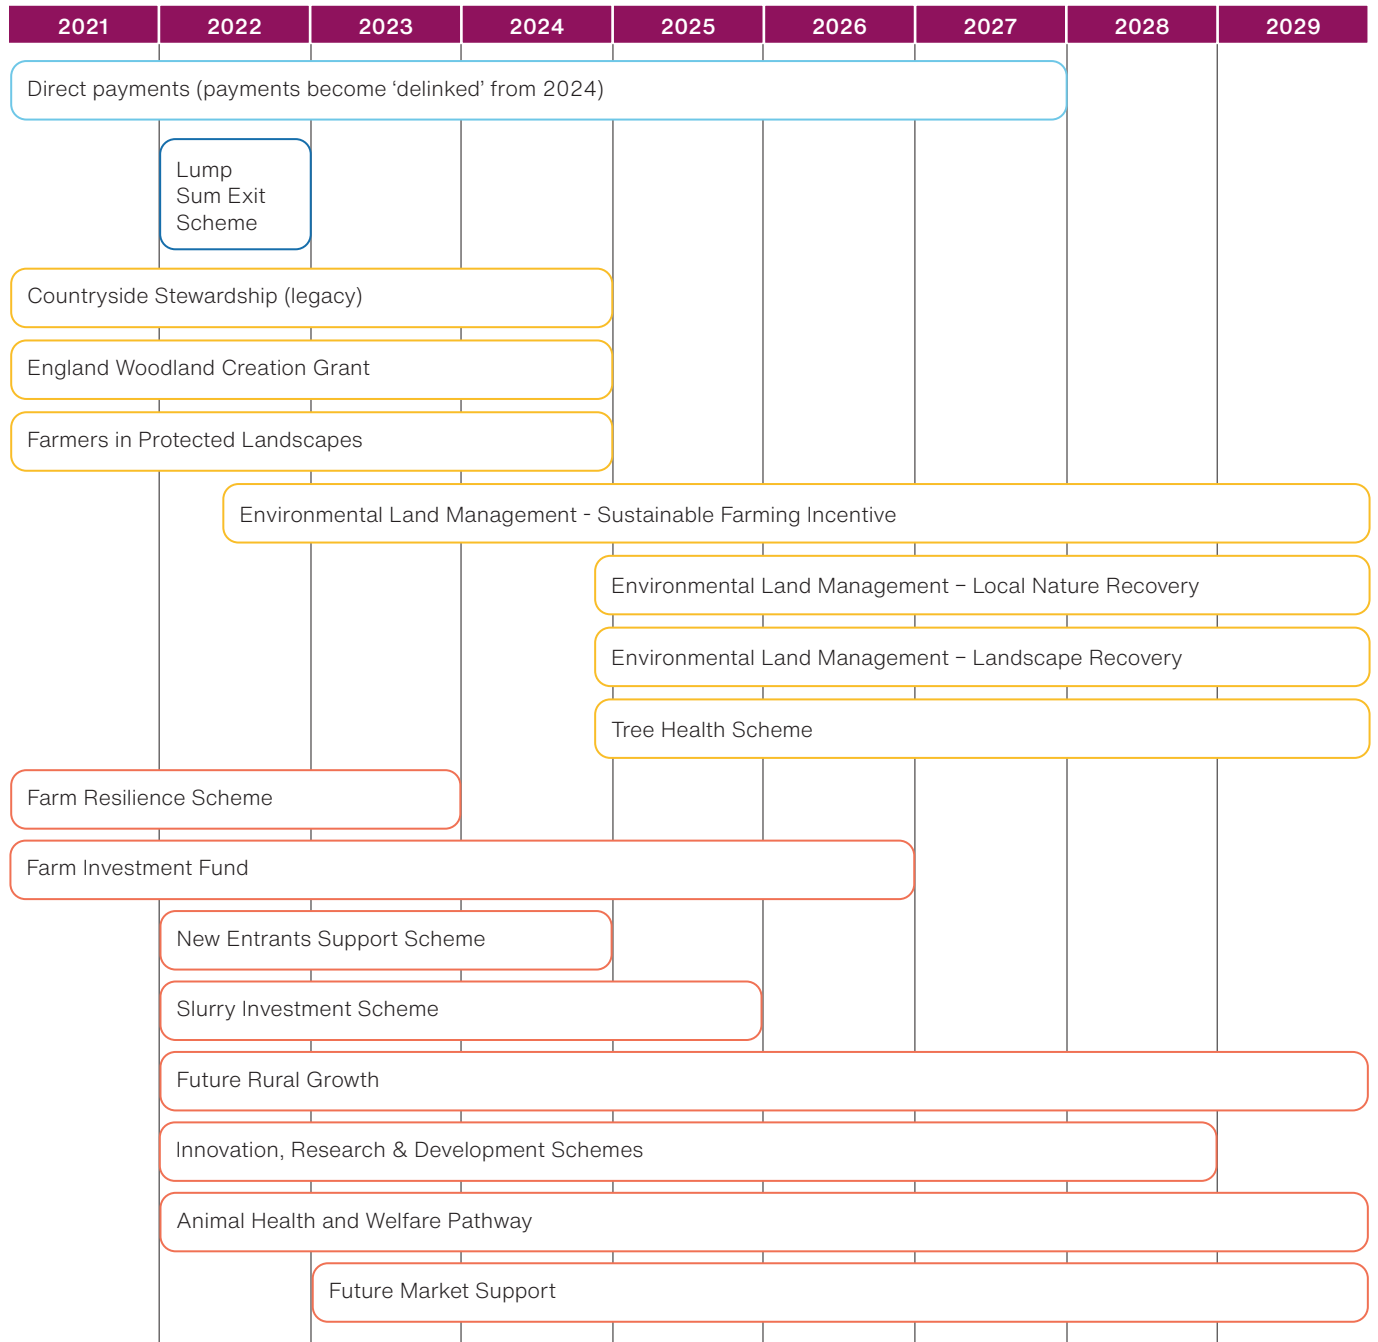 2021 2022 2023 2024 2025 2026 2027 2028 2029
Direct payments (payments become ‘delinked’ from 2024)
Lump
Sum Exit
Scheme
Countryside Stewardship (legacy)
England Woodland Creation Grant
Farmers in Protected Landscapes
Environmental Land Management - Sustainable Farming Incentive
Environmental Land Management – Local Nature Recovery
Environmental Land Management – Landscape Recovery
Tree Health Scheme
Farm Resilience Scheme
Farm Investment Fund
New Entrants Support Scheme
Slurry Investment Scheme
Future Rural Growth
Innovation, Research & Development Schemes
Animal Health and Welfare Pathway
Future Market Support